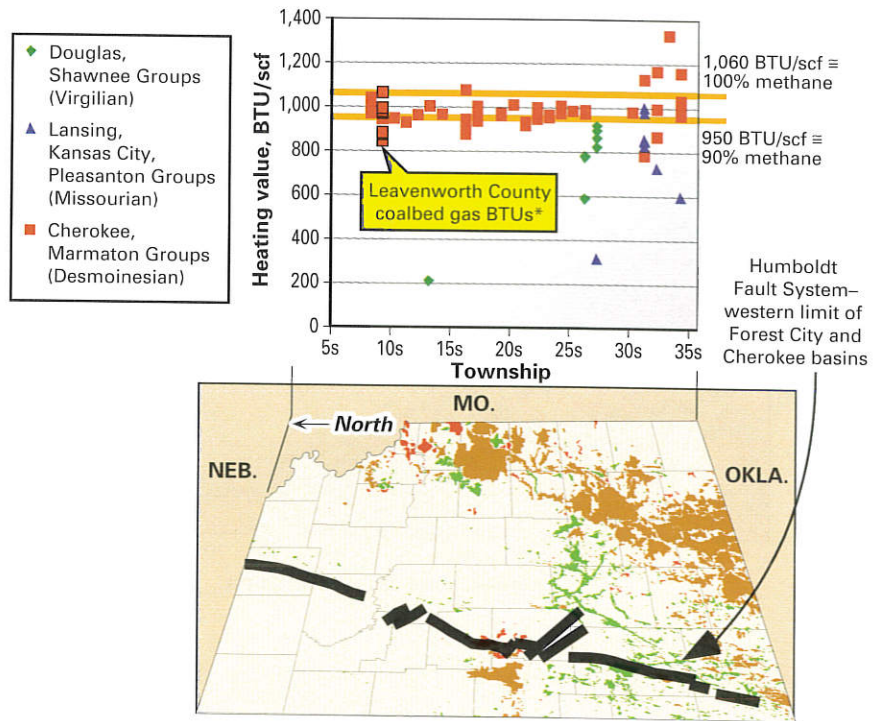 Douglas,
Shawnee Groups
(Virgilian)
Lansing,
Kansas City,
Pleasanton Groups
(Missourian)
Cherokee,
Marmaton Groups
(Desmoinesian)
Heating value, BTU/scf
1,400
1,200
1,000
800
600
400
200
0
5s
10s
15s
20s
25s
30s
35s
Township
1,060 BTU/scf ≅
100% methane
950 BTU/scf ≅
90% methane
Leavenworth County
coalbed gas BTUs*
Humboldt
Fault System–
western limit of
Forest City and
Cherokee basins
MO.
North
NEB.
OKLA.